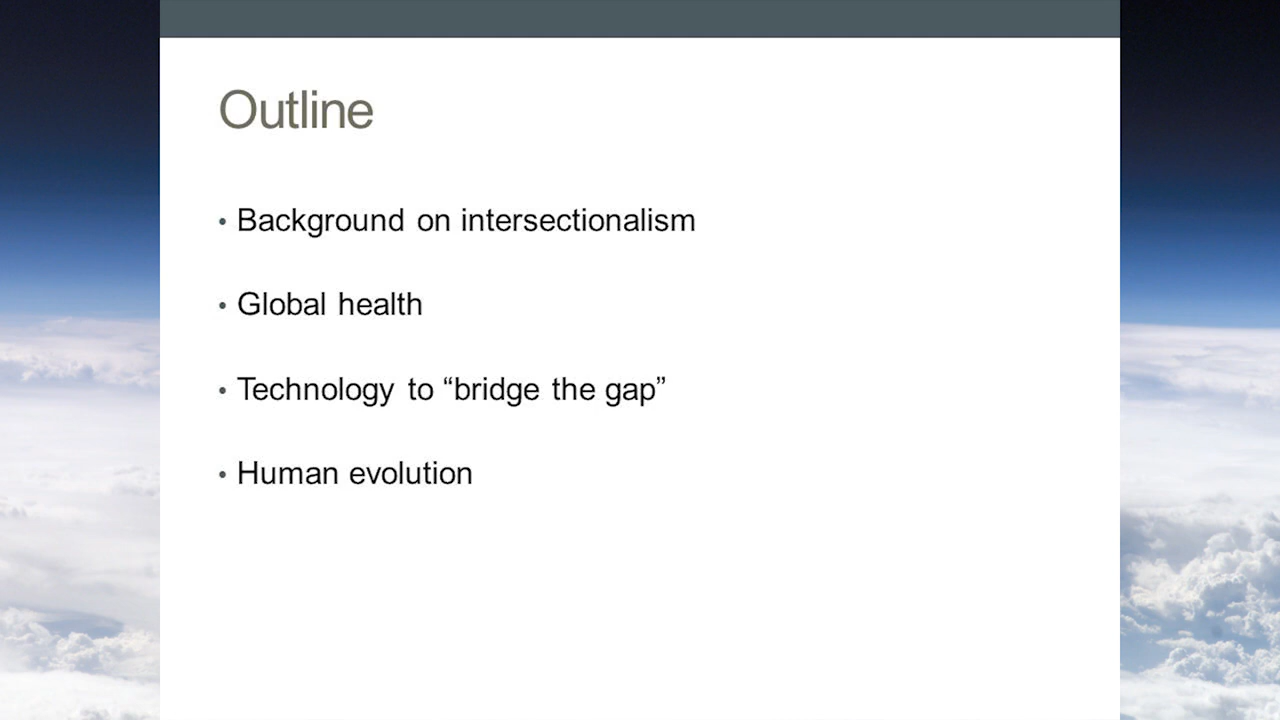 Outline
• Background on intersectionalism
• Global health
• Technology to “bridge the gap”
• Human evolution